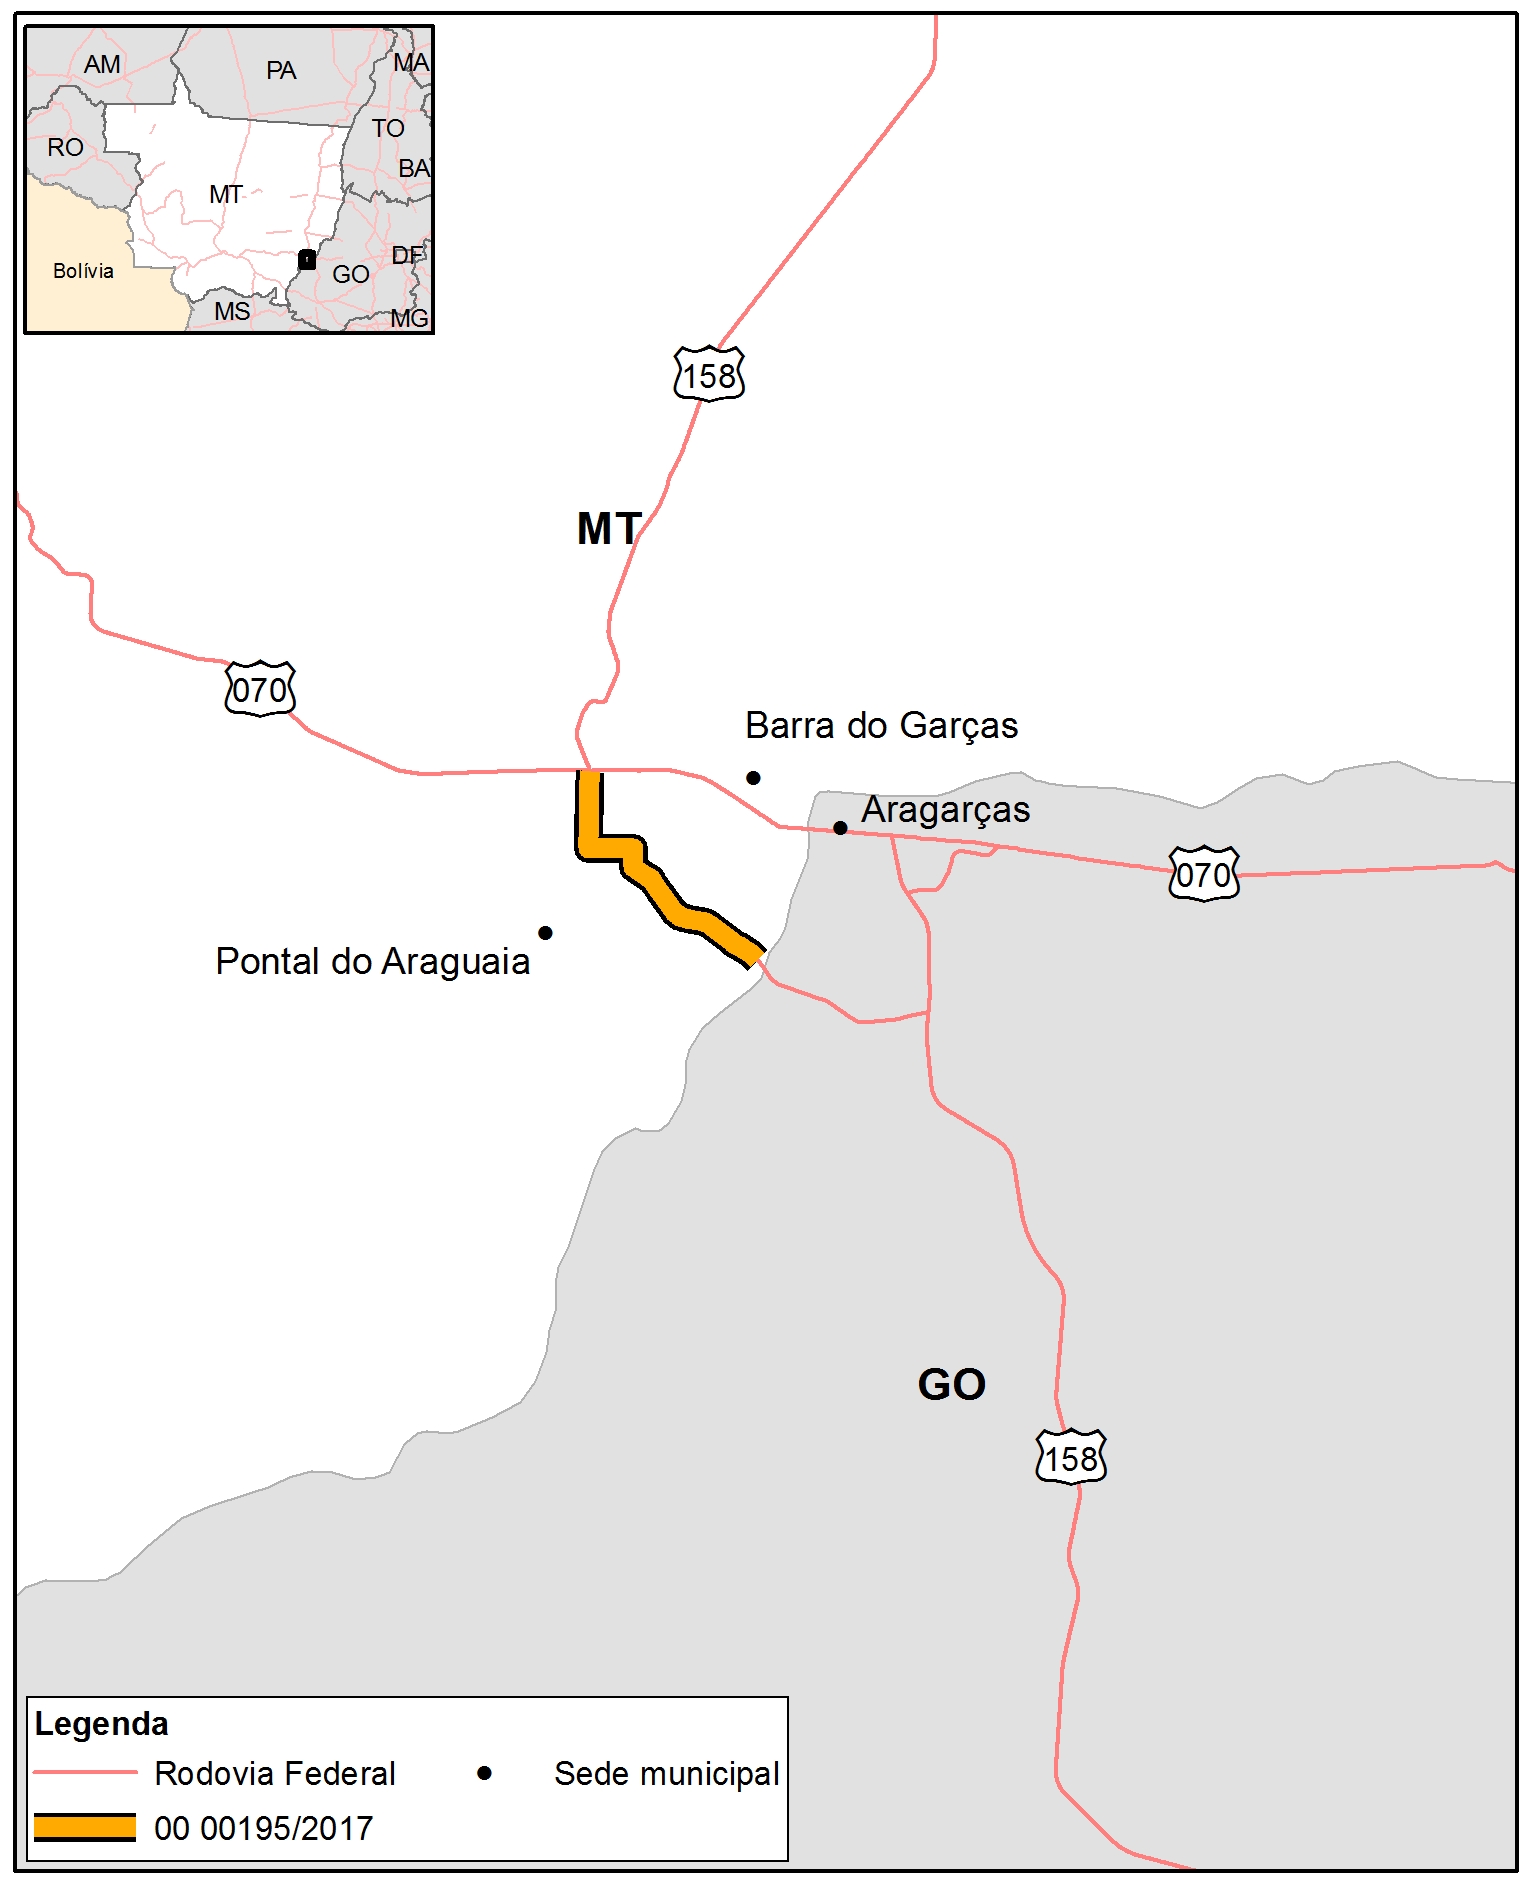 AM
PA
MA
TO
RO
BA
MT
DF
Bolívia
GO
MS
MG
158
MT
070
Barra do Garças
Aragarças
070
Pontal do Araguaia
GO
158
Legenda
Rodovia Federal
Sede municipal
00 00195/2017